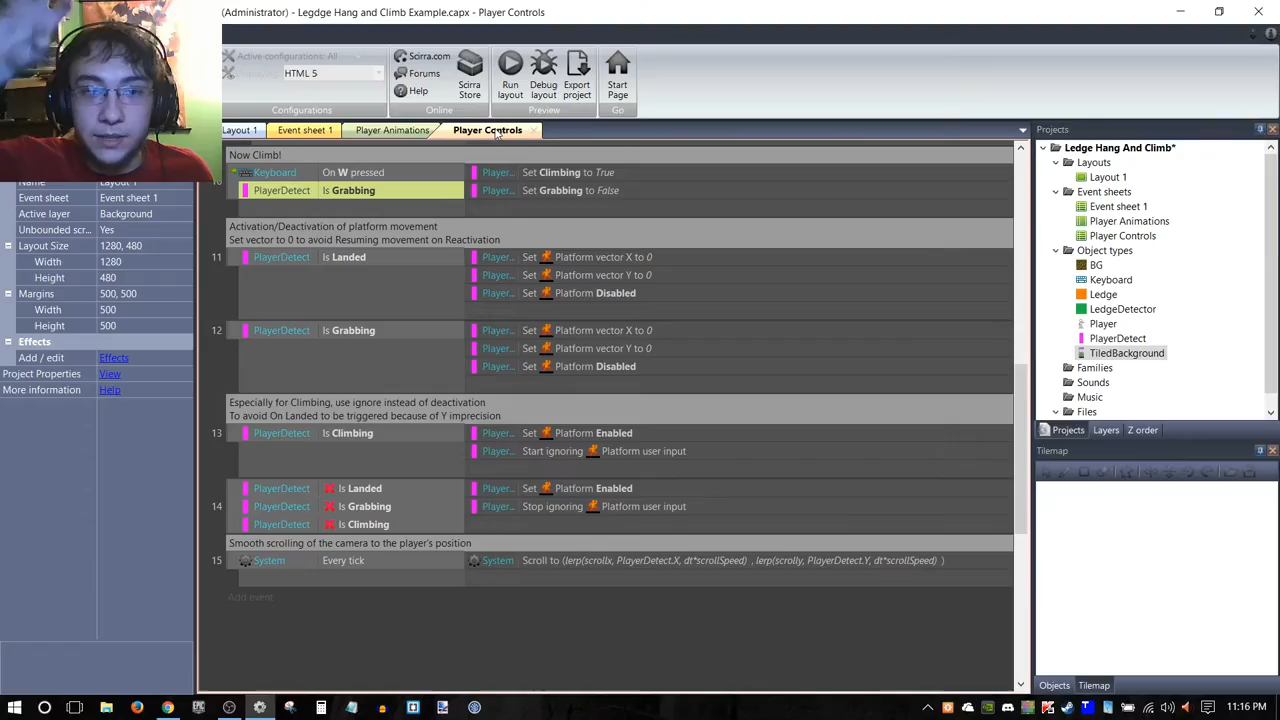 (Administrator) - Legdge Hang and Climb Example.capx - Player Controls
Active configurations: All
HTML 5
Configurations
Scirra.com
Forums
Help
Scirra Store
Online
Run layout
Debug layout
Export project
Preview
Start Page
Go
Layout 1
Event sheet 1
Player Animations
Player Controls
Name Layout 1
Event sheet Event sheet 1
Active layer Background
Unbounded scr... Yes
Layout Size 1280, 480
Width 1280
Height 480
Margins 500, 500
Width 500
Height 500
Effects
Add / edit Effects
Project Properties View
More information Help
Now Climb!
10
Keyboard On W pressed Player... Set Climbing to True
PlayerDetect Is Grabbing Player... Set Grabbing to False
Activation/Deactivation of platform movement
Set vector to 0 to avoid Resuming movement on Reactivation
11 PlayerDetect Is Landed Player... Set Platform vector X to 0
Player... Set Platform vector Y to 0
Player... Set Platform Disabled
12 PlayerDetect Is Grabbing Player... Set Platform vector X to 0
Player... Set Platform vector Y to 0
Player... Set Platform Disabled
Especially for Climbing, use ignore instead of deactivation
To avoid On Landed to be triggered because of Y imprecision
13 PlayerDetect Is Climbing Player... Set Platform Enabled
Player... Start ignoring Platform user input
PlayerDetect Is Landed Player... Set Platform Enabled
14 PlayerDetect Is Grabbing Player... Stop ignoring Platform user input
PlayerDetect Is Climbing
Smooth scrolling of the camera to the player's position
15 System Every tick System Scroll to (lerp(scrollx, PlayerDetect.X, dt*scrollSpeed) , lerp(scrolly, PlayerDetect.Y, dt*scrollSpeed) )
Add event
Projects
Ledge Hang And Climb*
Layouts
Layout 1
Event sheets
Event sheet 1
Player Animations
Player Controls
Object types
BG
Keyboard
Ledge
LedgeDetector
Player
PlayerDetect
TiledBackground
Families
Sounds
Music
Files
Projects Layers Z order
Tilemap
Objects Tilemap
11:16 PM